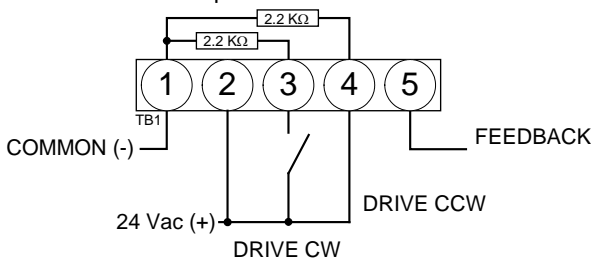 2.2 KΩ
2.2 KΩ
1 2 3 4 5
TB1
COMMON (-)
FEEDBACK
DRIVE CCW
24 Vac (+)
DRIVE CW